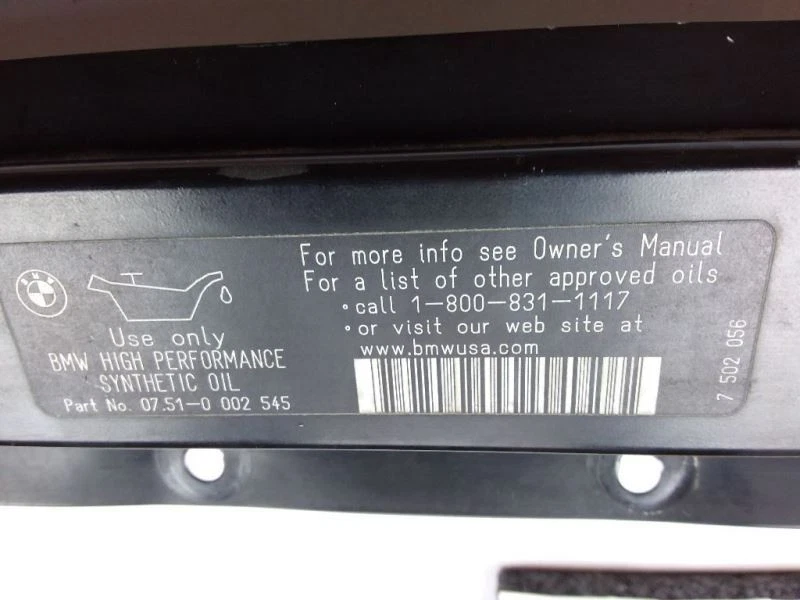 BMW
Use only
BMW HIGH PERFORMANCE
SYNTHETIC OIL
Part No. 07.51-0 002 545
For more info see Owner's Manual
For a list of other approved oils
•call 1-800-831-1117
•or visit our web site at
www.bmwusa.com
7 502 056